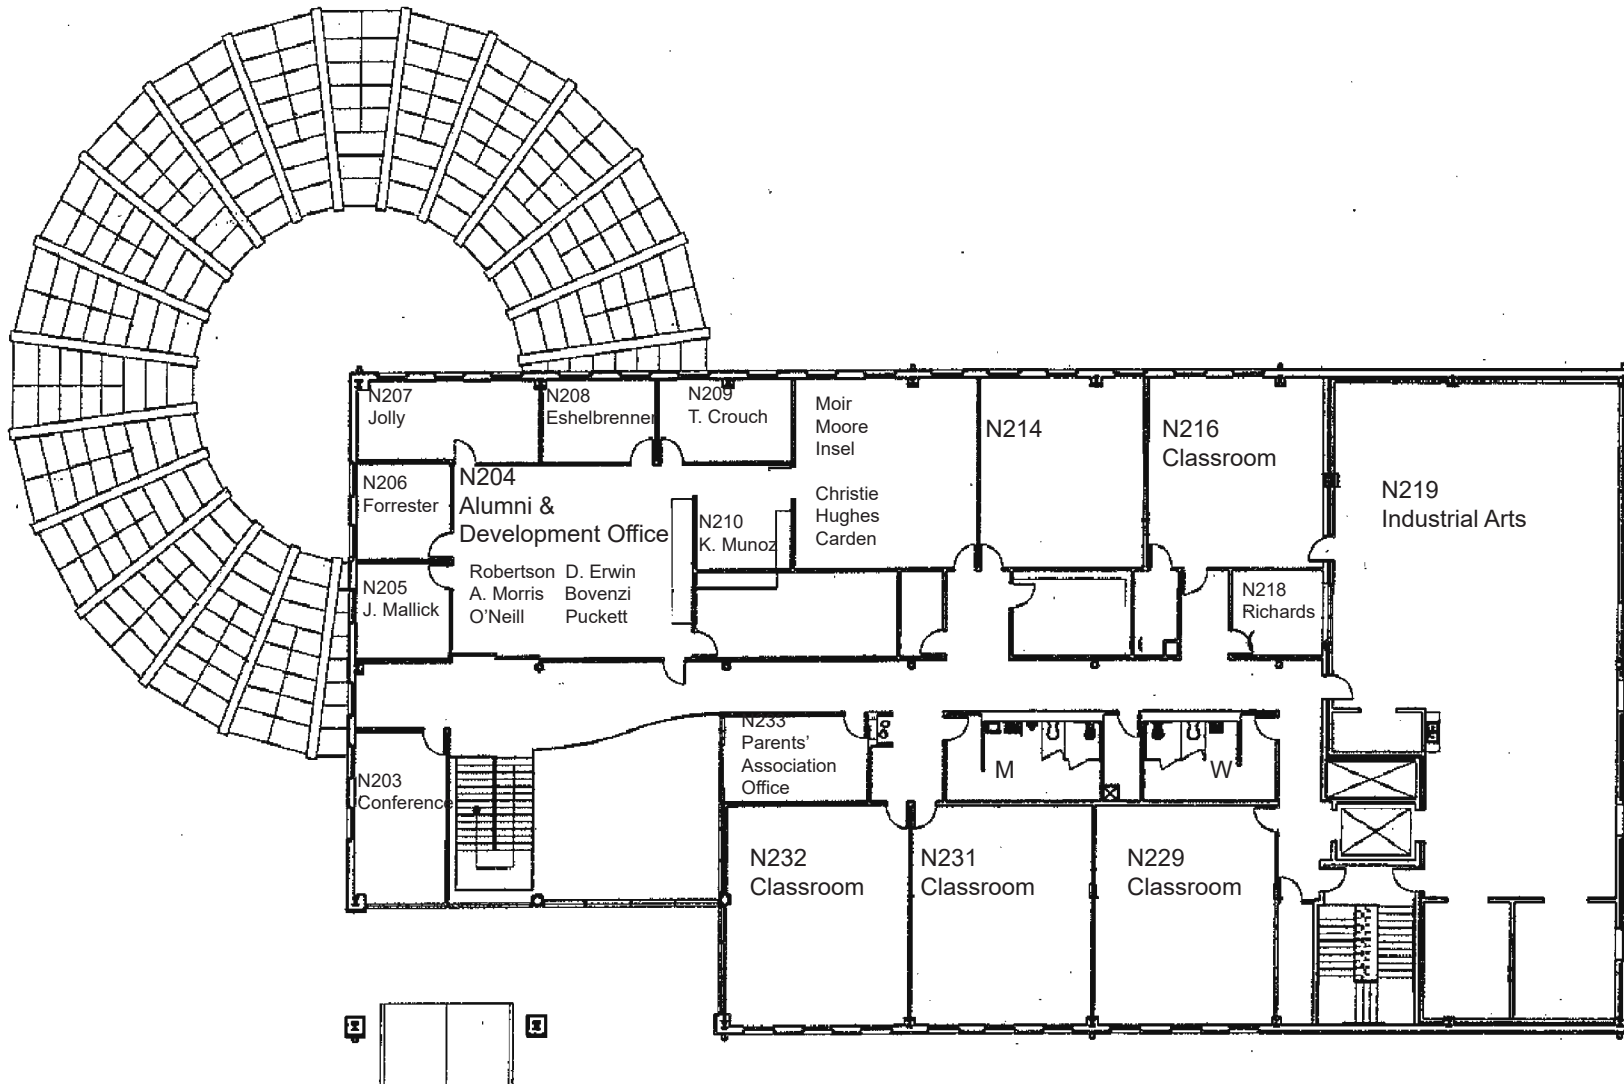 N207
Jolly
N208
Eshelbrenner
N209
T. Crouch
Moir
Moore
Insel
Christie
Hughes
Carden
N214
N216
Classroom
N219
Industrial Arts
N206
Forrester
N204
Alumni &
Development Office
Robertson D. Erwin
A. Morris Bovenzi
O'Neill Puckett
N210
K. Munoz
N205
J. Mallick
N218
Richards
N233
Parents'
Association
Office
M
W
N203
Conference
N232
Classroom
N231
Classroom
N229
Classroom